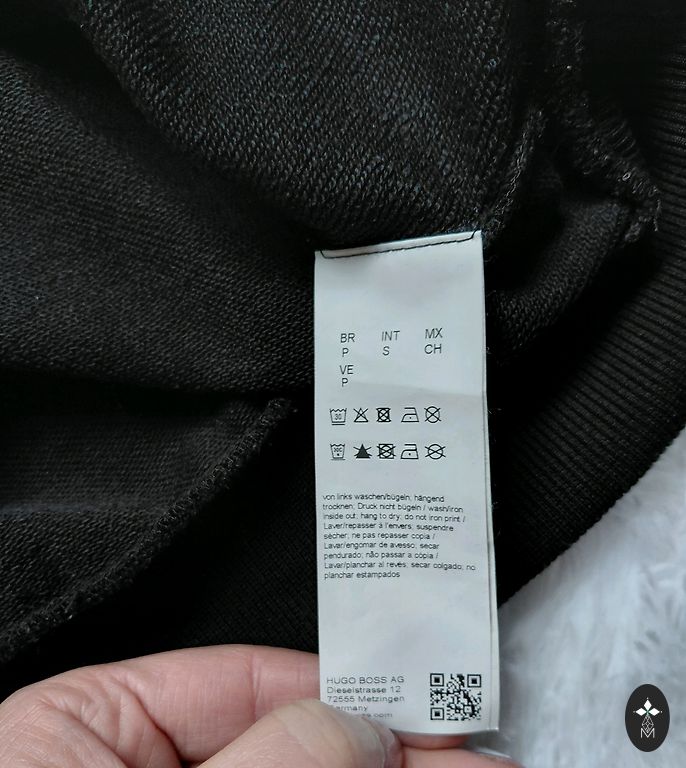 BR INT MX
P S CH
VE
P
30
30C
von links waschen/bügeln; hängend
trocknen; Druck nicht bügeln / wash/iron
inside out; hang to dry; do not iron print /
Laver/repasser à l'envers; suspendre
sécher; ne pas repasser copia /
Lavar/engomar de avesso; secar
pendurado; não passar a cópia /
Lavar/planchar al revés; secar colgado; no
planchar estampados
HUGO BOSS AG
Dieselstrasse 12
72555 Metzingen
Germany
M